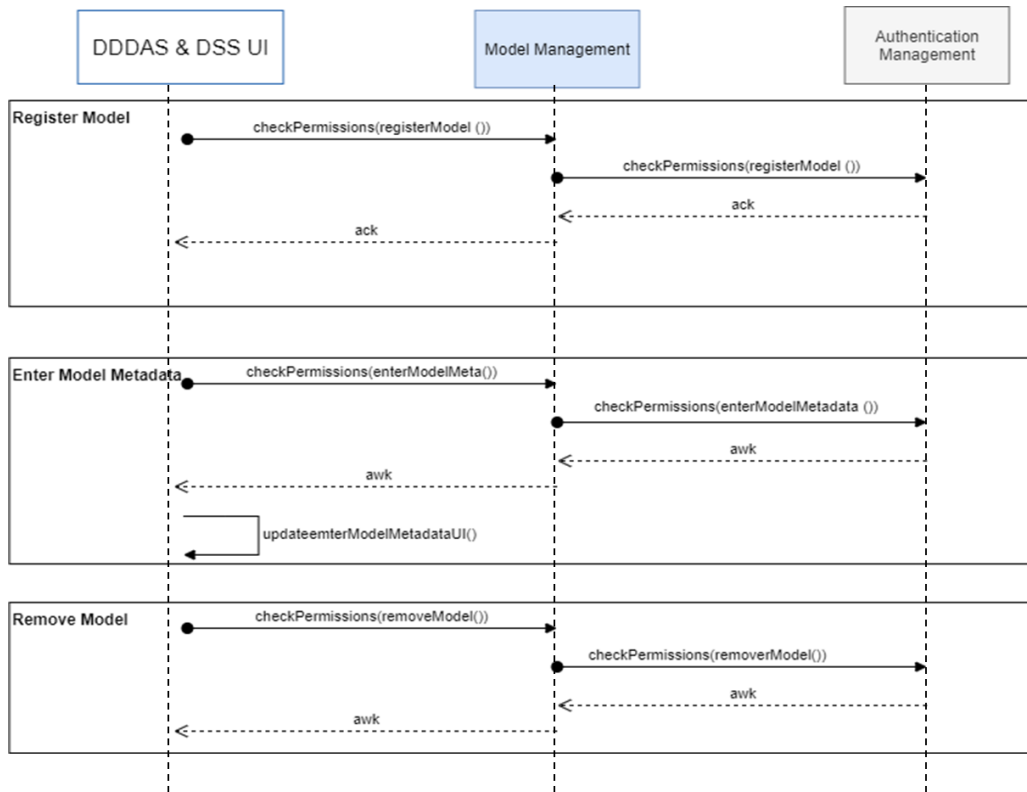 DDDAS & DSS UI
Model Management
Authentication
Management
Register Model
checkPermissions(registerModel ())
checkPermissions(registerModel ())
ack
ack
Enter Model Metadata
checkPermissions(enterModelMeta())
checkPermissions(enterModelMetadata ())
awk
awk
updateemterModelMetadataUI()
Remove Model
checkPermissions(removeModel())
checkPermissions(removerModel())
awk
awk